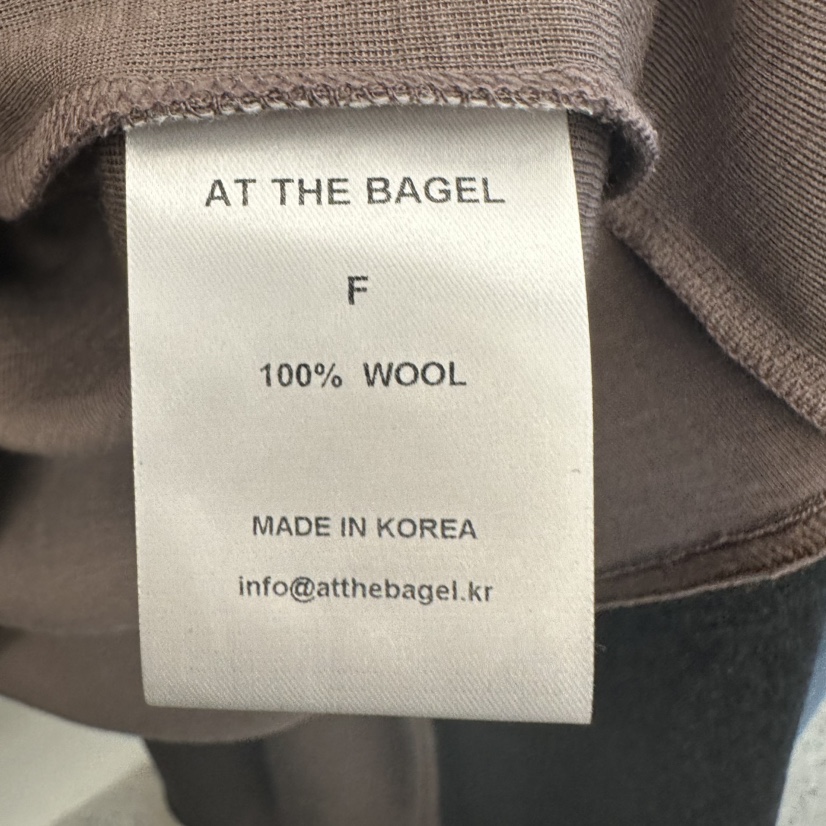 AT THE BAGEL
F
100% WOOL
MADE IN KOREA
info@atthebagel.kr